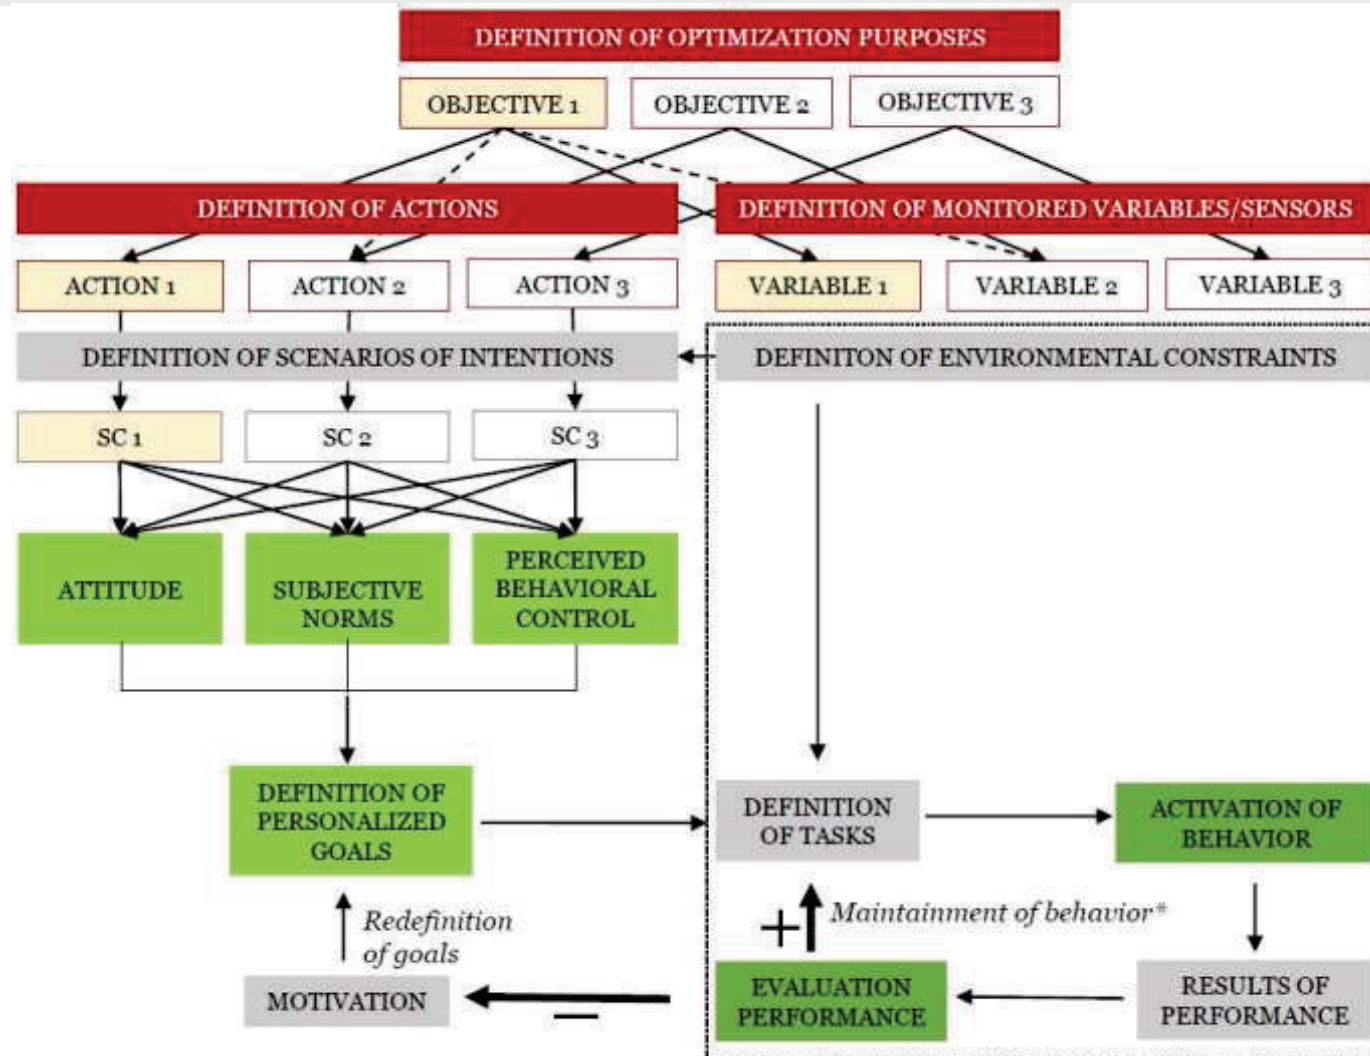 DEFINITION OF OPTIMIZATION PURPOSES
OBJECTIVE 1
OBJECTIVE 2
OBJECTIVE 3
DEFINITION OF ACTIONS
DEFINITION OF MONITORED VARIABLES/SENSORS
ACTION 1
ACTION 2
ACTION 3
VARIABLE 1
VARIABLE 2
VARIABLE 3
DEFINITION OF SCENARIOS OF INTENTIONS
DEFINITON OF ENVIRONMENTAL CONSTRAINTS
SC 1
SC 2
SC 3
ATTITUDE
SUBJECTIVE
NORMS
PERCEIVED
BEHAVIORAL
CONTROL
DEFINITION OF
PERSONALIZED
GOALS
DEFINITION
OF TASKS
ACTIVATION OF
BEHAVIOR
Redefinition
of goals
+
Maintainment of behavior*
MOTIVATION
−
EVALUATION
PERFORMANCE
RESULTS OF
PERFORMANCE